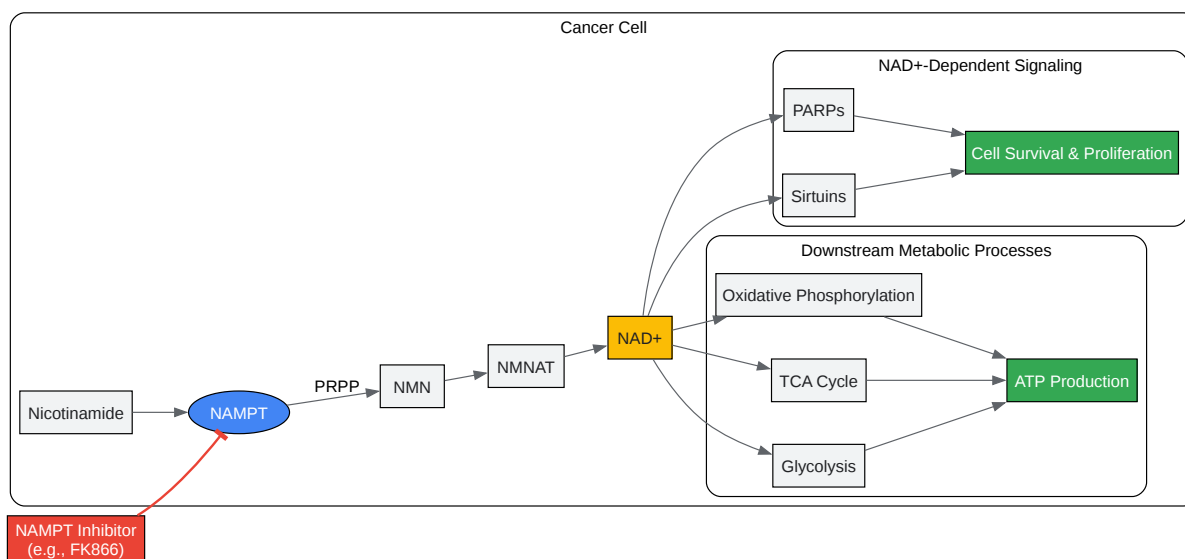 Cancer Cell
NAD+-Dependent Signaling
PARPs
Cell Survival & Proliferation
Sirtuins
Downstream Metabolic Processes
Oxidative Phosphorylation
NAD+
NMNAT
TCA Cycle
ATP Production
PRPP
NMN
Nicotinamide
NAMPT
Glycolysis
NAMPT Inhibitor
(e.g., FK866)